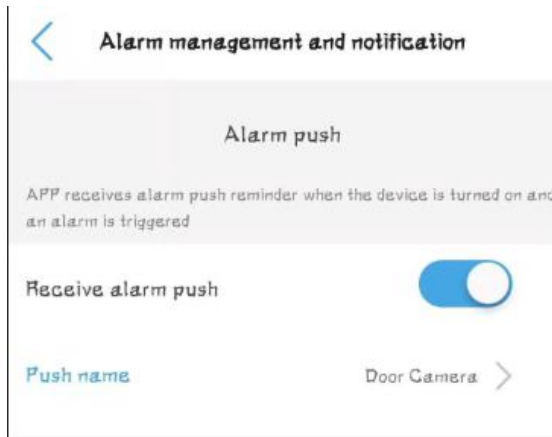 Alarm management and notification
Alarm push
APP receives alarm push reminder when the device is turned on and
an alarm is triggered
Receive alarm push
Push name
Door Camera